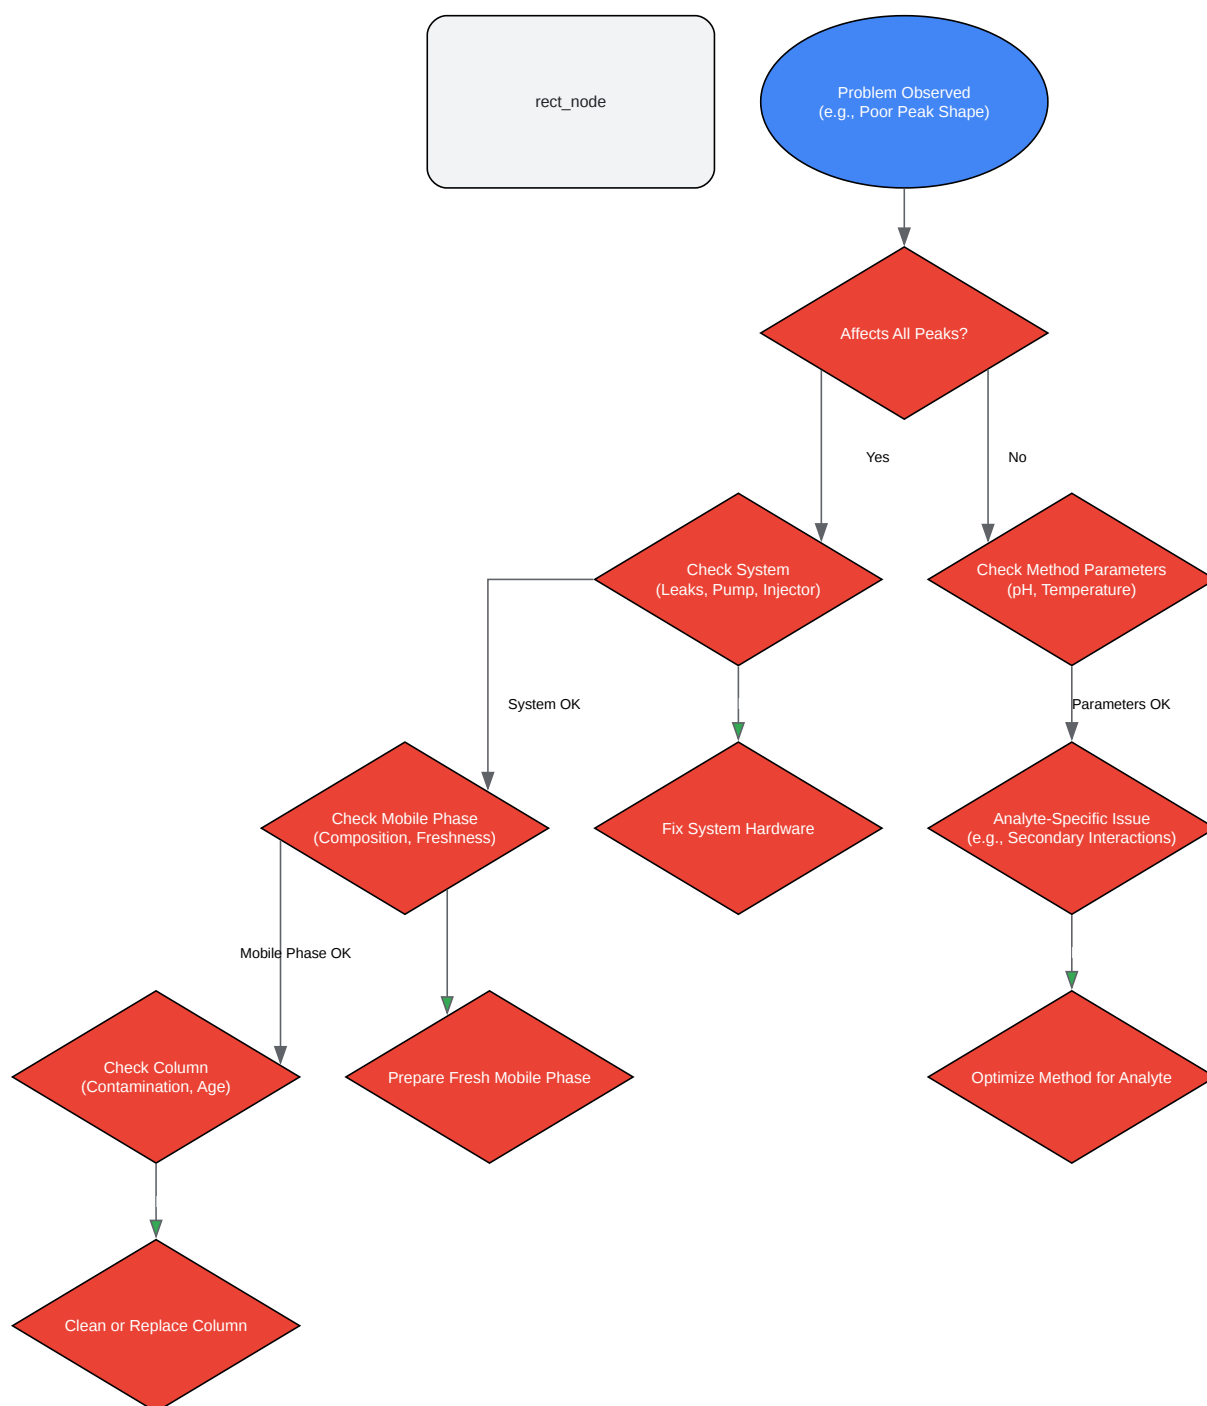 rect_node
Problem Observed
(e.g., Poor Peak Shape)
Affects All Peaks?
Yes
No
Check System
(Leaks, Pump, Injector)
Check Method Parameters
(pH, Temperature)
System OK
Parameters OK
Check Mobile Phase
(Composition, Freshness)
Fix System Hardware
Analyte-Specific Issue
(e.g., Secondary Interactions)
Mobile Phase OK
Check Column
(Contamination, Age)
Prepare Fresh Mobile Phase
Optimize Method for Analyte
Clean or Replace Column